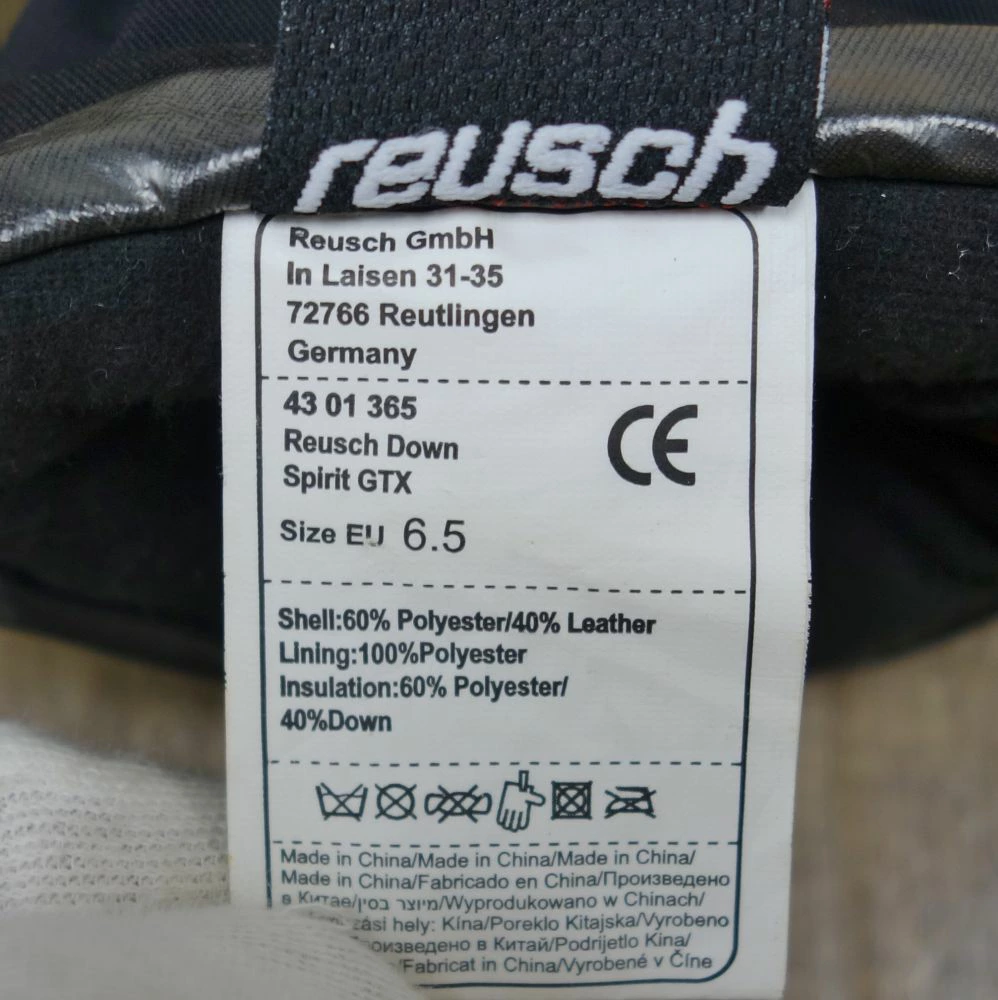 reusch
Reusch GmbH
In Laisen 31-35
72766 Reutlingen
Germany
43 01 365
Reusch Down
Spirit GTX
CE
Size EU 6.5
Shell:60% Polyester/40% Leather
Lining:100%Polyester
Insulation:60% Polyester/
40%Down
Made in China/Made in China/Made in China/
Made in China/Fabricado en China/Произведено
в Китае/מיוצר בסין/Wyprodukowano w Chinach/
hely: Kína/Poreklo Kitajska/Vyrobeno
в Китай/Podrijetlo Kina/
/Fabricat in China/Vyrobené v Číne